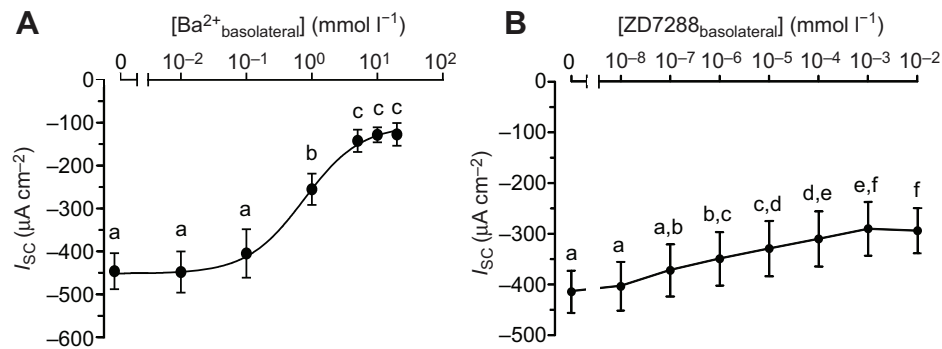 A
[Ba²⁺basolateral] (mmol l⁻¹)
0 10⁻² 10⁻¹ 10⁰ 10¹ 10²
0
–100
–200
–300
–400
–500
–600
I_SC (μA cm⁻²)
a a a b c c c
B
[ZD7288basolateral] (mmol l⁻¹)
0 10⁻⁸ 10⁻⁷ 10⁻⁶ 10⁻⁵ 10⁻⁴ 10⁻³ 10⁻²
0
–100
–200
–300
–400
–500
I_SC (μA cm⁻²)
a a a,b b,c c,d d,e e,f f